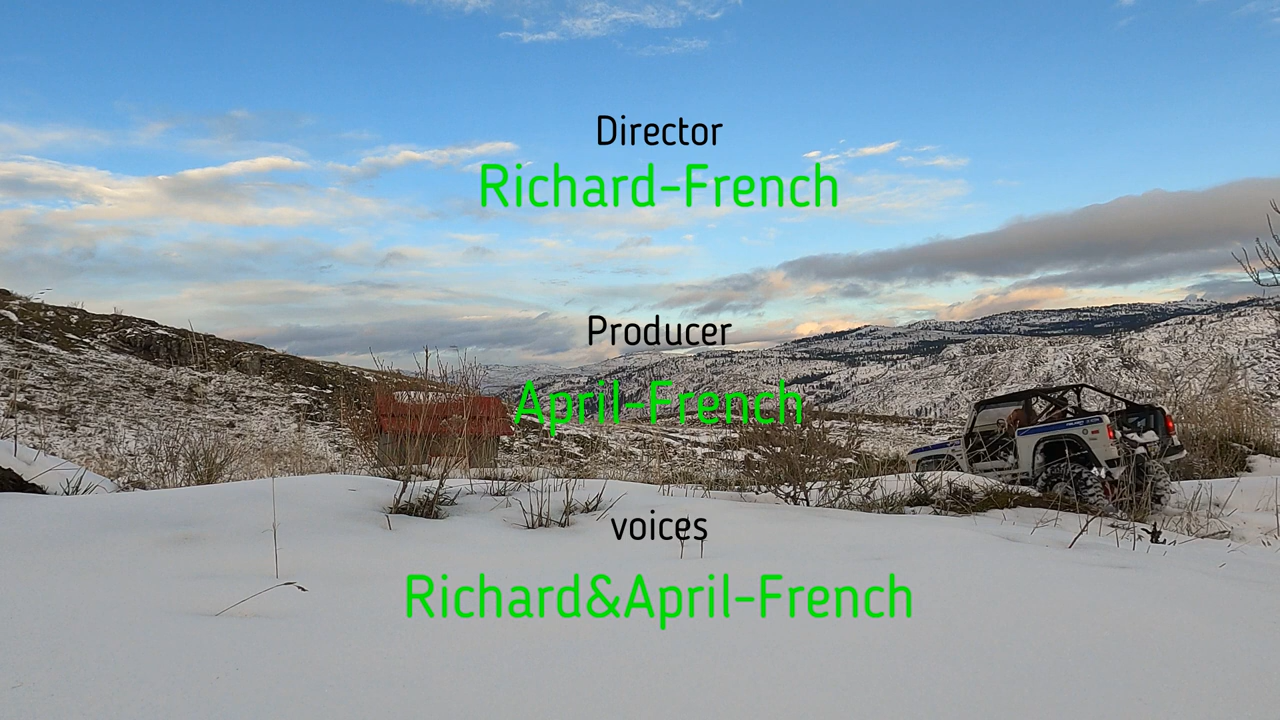 Director
Richard-French
Producer
April-French
voices
Richard&April-French